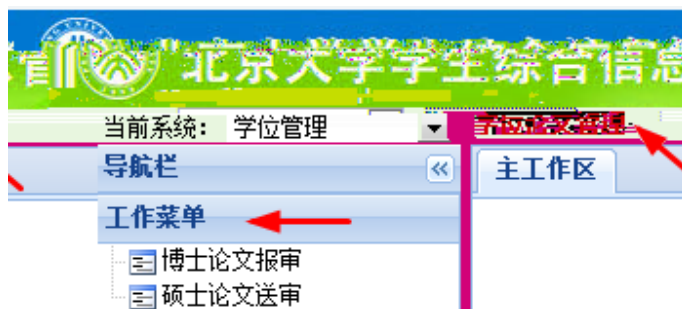 北京大学学生综合信息
当前系统： 学位管理
导航栏
主工作区
工作菜单
博士论文报审
硕士论文送审